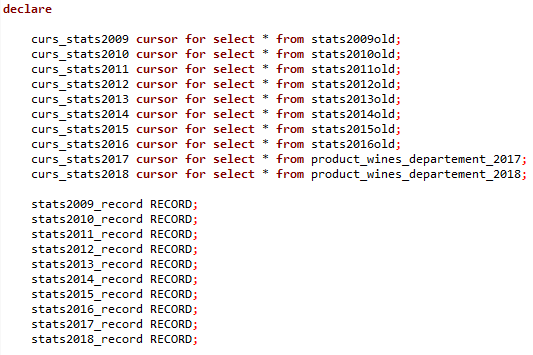 declare
curs_stats2009 cursor for select * from stats2009old;
curs_stats2010 cursor for select * from stats2010old;
curs_stats2011 cursor for select * from stats2011old;
curs_stats2012 cursor for select * from stats2012old;
curs_stats2013 cursor for select * from stats2013old;
curs_stats2014 cursor for select * from stats2014old;
curs_stats2015 cursor for select * from stats2015old;
curs_stats2016 cursor for select * from stats2016old;
curs_stats2017 cursor for select * from product_wines_departement_2017;
curs_stats2018 cursor for select * from product_wines_departement_2018;
stats2009_record RECORD;
stats2010_record RECORD;
stats2011_record RECORD;
stats2012_record RECORD;
stats2013_record RECORD;
stats2014_record RECORD;
stats2015_record RECORD;
stats2016_record RECORD;
stats2017_record RECORD;
stats2018_record RECORD;